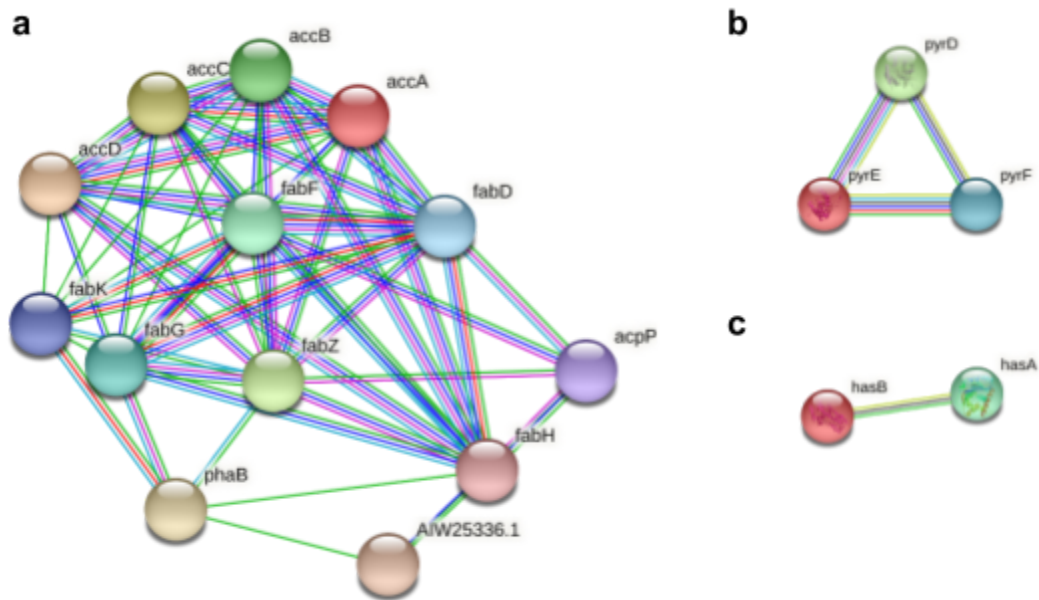 a
accB
accC
accA
accD
fabF
fabD
fabK
fabG
fabZ
acpP
fabH
phaB
AIW25336.1
b
pyrD
pyrE
pyrF
c
hasB
hasA